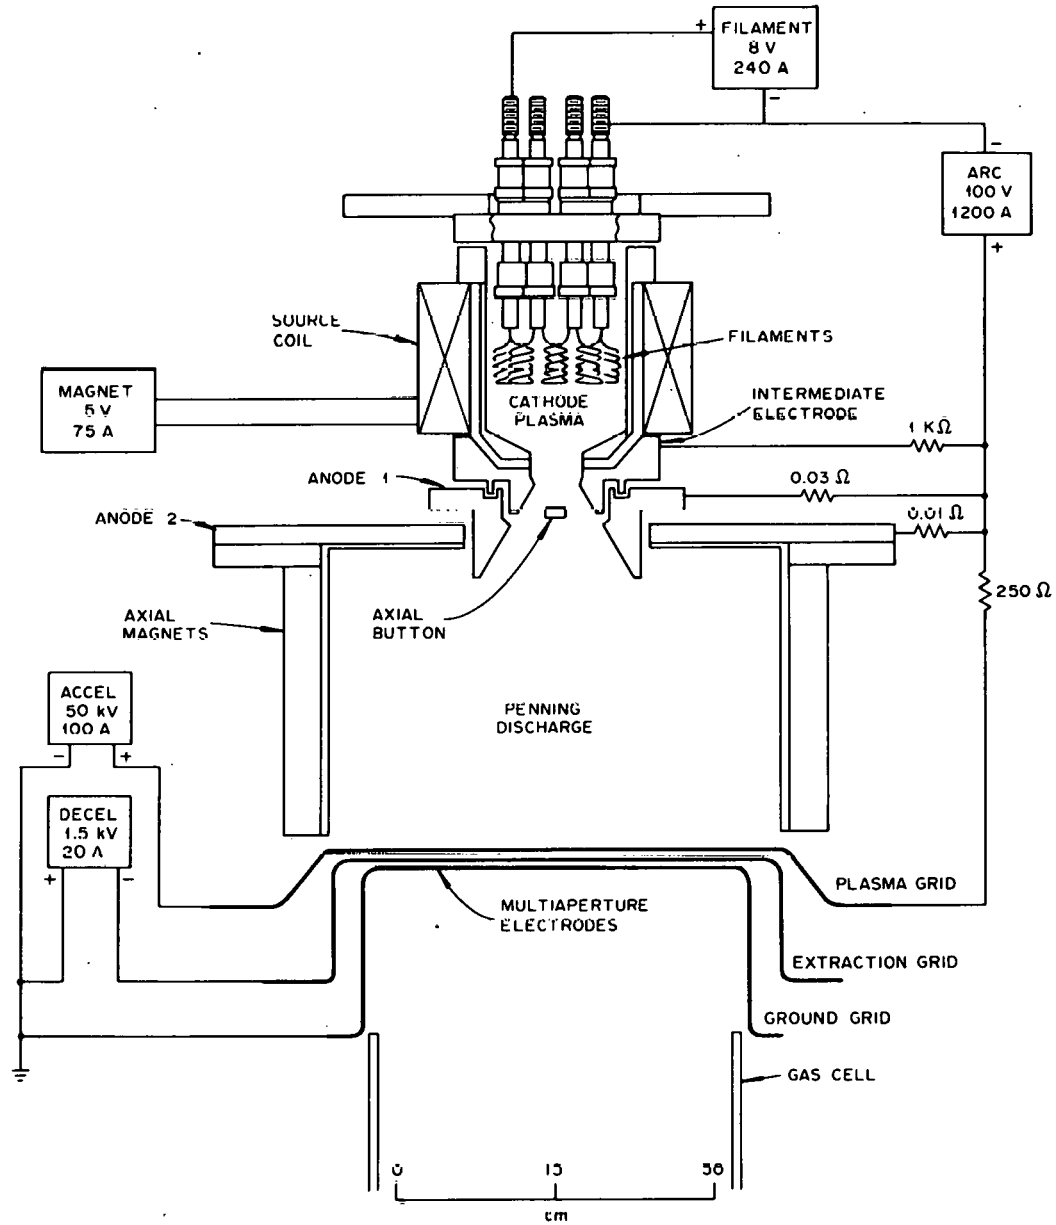 FILAMENT
8 V
240 A
+
−
−
ARC
100 V
1200 A
+
SOURCE
COIL
FILAMENTS
MAGNET
5 V
75 A
CATHODE
PLASMA
INTERMEDIATE
ELECTRODE
1 KΩ
ANODE 1
0.03 Ω
ANODE 2
0.01 Ω
250 Ω
AXIAL
MAGNETS
AXIAL
BUTTON
ACCEL
50 kV
100 A
− +
PENNING
DISCHARGE
DECEL
1.5 kV
20 A
+ −
PLASMA GRID
MULTIAPERTURE
ELECTRODES
EXTRACTION GRID
GROUND GRID
GAS CELL
0 15 30
cm